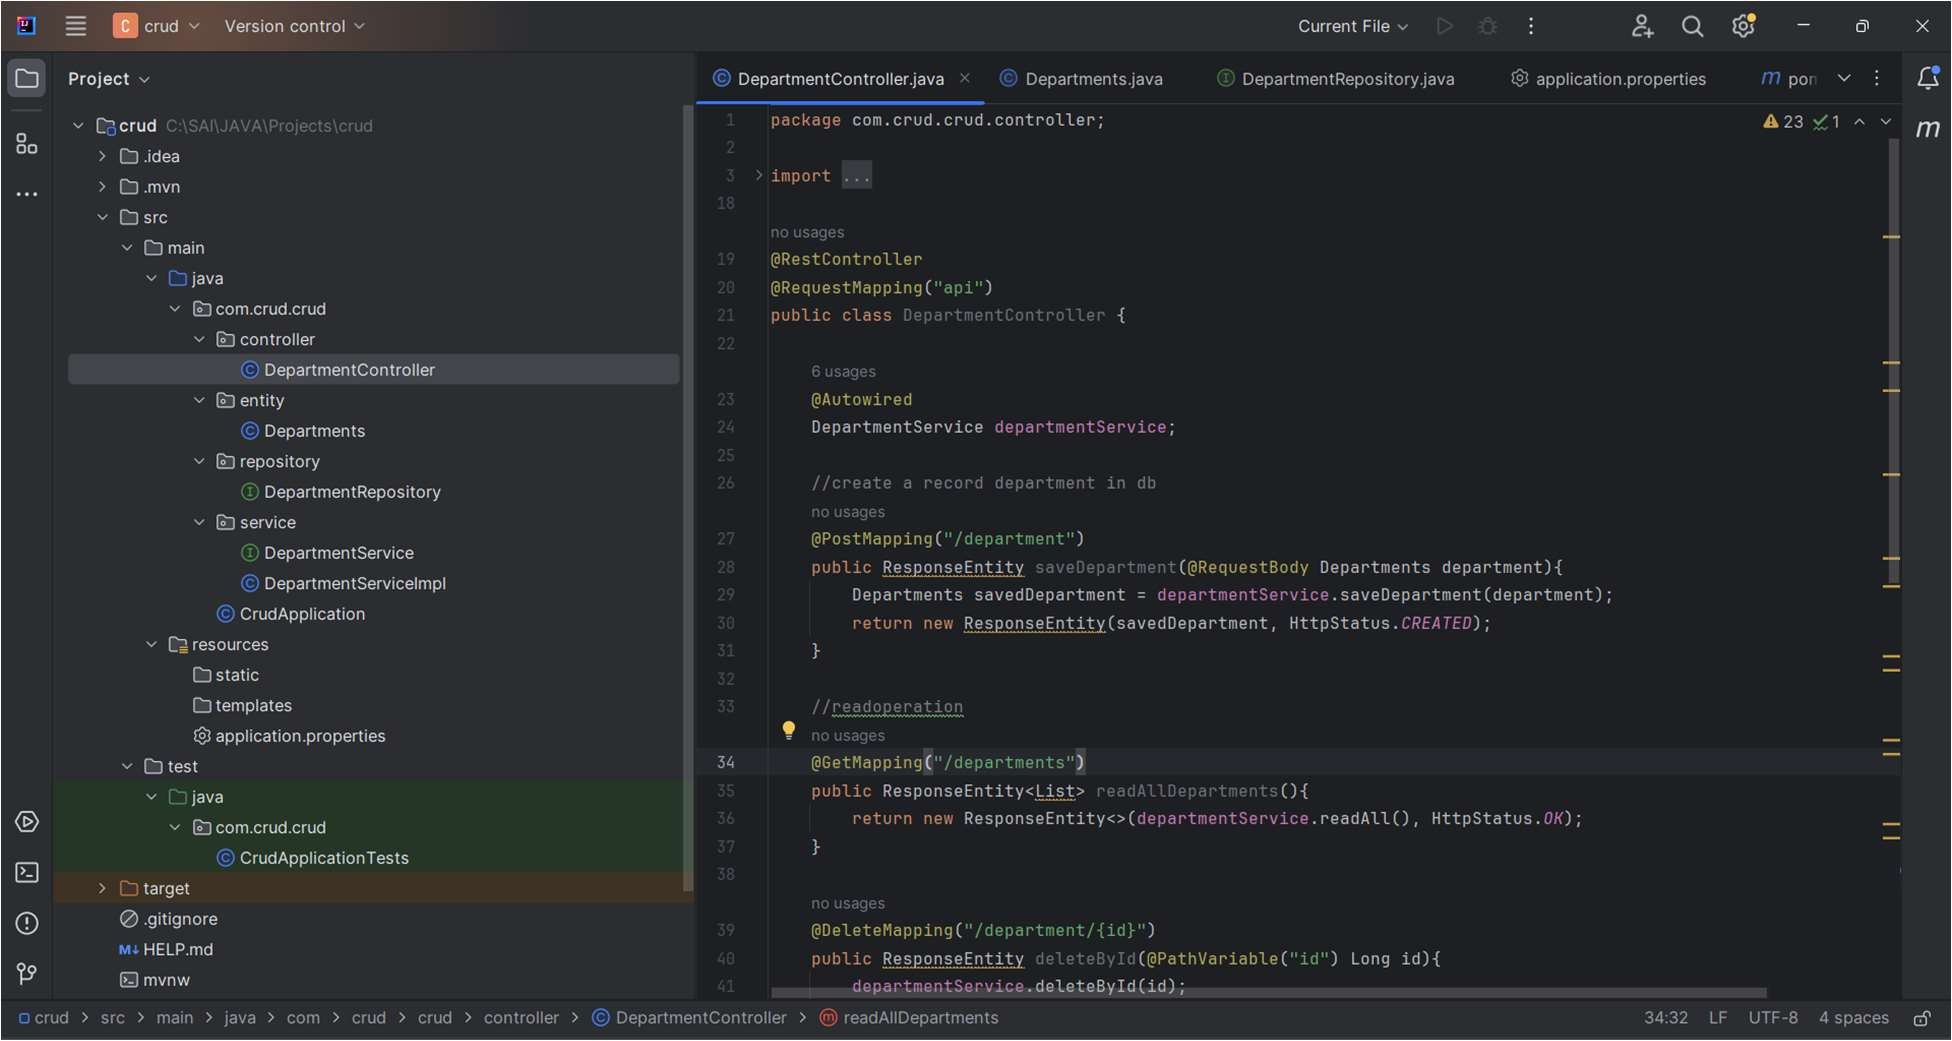 C crud Version control Current File
Project
DepartmentController.java Departments.java DepartmentRepository.java application.properties m pon
crud C:\SAI\JAVA\Projects\crud
.idea
.mvn
src
main
java
com.crud.crud
controller
DepartmentController
entity
Departments
repository
DepartmentRepository
service
DepartmentService
DepartmentServiceImpl
CrudApplication
resources
static
templates
application.properties
test
java
com.crud.crud
CrudApplicationTests
target
.gitignore
M↓ HELP.md
mvnw
1 package com.crud.crud.controller;
23 1
2
3 import ...
18
no usages
19 @RestController
20 @RequestMapping("api")
21 public class DepartmentController {
22
6 usages
23 @Autowired
24 DepartmentService departmentService;
25
26 //create a record department in db
no usages
27 @PostMapping("/department")
28 public ResponseEntity saveDepartment(@RequestBody Departments department){
29 Departments savedDepartment = departmentService.saveDepartment(department);
30 return new ResponseEntity(savedDepartment, HttpStatus.CREATED);
31 }
32
33 //readoperation
no usages
34 @GetMapping("/departments")
35 public ResponseEntity<List> readAllDepartments(){
36 return new ResponseEntity<>(departmentService.readAll(), HttpStatus.OK);
37 }
38
no usages
39 @DeleteMapping("/department/{id}")
40 public ResponseEntity deleteById(@PathVariable("id") Long id){
41 departmentService.deleteById(id);
m
crud > src > main > java > com > crud > crud > controller > DepartmentController > m readAllDepartments
34:32 LF UTF-8 4 spaces